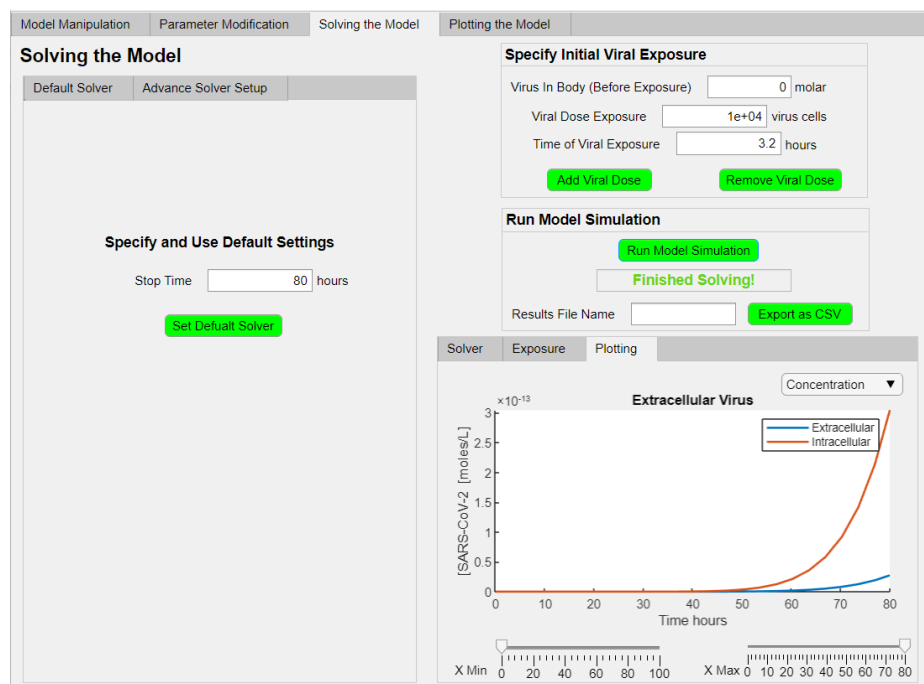 Model Manipulation Parameter Modification Solving the Model Plotting the Model
Solving the Model
Default Solver Advance Solver Setup
Specify and Use Default Settings
Stop Time 80 hours
Set Defualt Solver
Specify Initial Viral Exposure
Virus In Body (Before Exposure) 0 molar
Viral Dose Exposure 1e+04 virus cells
Time of Viral Exposure 3.2 hours
Add Viral Dose Remove Viral Dose
Run Model Simulation
Run Model Simulation
Finished Solving!
Results File Name Export as CSV
Solver Exposure Plotting
Concentration ▼
×10⁻¹³ Extracellular Virus
Extracellular
Intracellular
[SARS-CoV-2 [moles/L]
3
2.5
2
1.5
1
0.5
0
0 10 20 30 40 50 60 70 80
Time hours
X Min 0 20 40 60 80 100
X Max 0 10 20 30 40 50 60 70 80